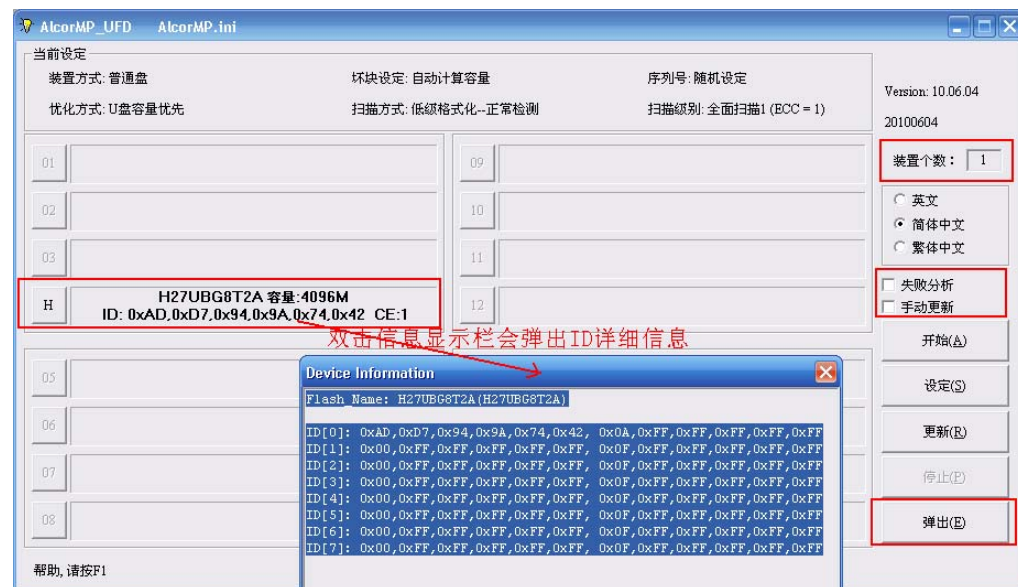 AlcorMP_UFD AlcorMP.ini
当前设定
装置方式: 普通盘 坏块设定: 自动计算容量 序列号: 随机设定
优化方式: U盘容量优先 扫描方式: 低级格式化--正常检测 扫描级别: 全面扫描1 (ECC = 1)
Version: 10.06.04
20100604
装置个数： 1
英文
简体中文
繁体中文
失败分析
手动更新
开始(A)
设定(S)
更新(R)
停止(P)
弹出(E)
01
02
03
H
H27UBG8T2A 容量:4096M
ID: 0xAD,0xD7,0x94,0x9A,0x74,0x42 CE:1
09
10
11
12
双击信息显示栏会弹出ID详细信息
05
06
07
08
Device Information
Flash_Name: H27UBG8T2A(H27UBG8T2A)
ID[0]: 0xAD,0xD7,0x94,0x9A,0x74,0x42, 0x0A,0xFF,0xFF,0xFF,0xFF,0xFF
ID[1]: 0x00,0xFF,0xFF,0xFF,0xFF,0xFF, 0x0F,0xFF,0xFF,0xFF,0xFF,0xFF
ID[2]: 0x00,0xFF,0xFF,0xFF,0xFF,0xFF, 0x0F,0xFF,0xFF,0xFF,0xFF,0xFF
ID[3]: 0x00,0xFF,0xFF,0xFF,0xFF,0xFF, 0x0F,0xFF,0xFF,0xFF,0xFF,0xFF
ID[4]: 0x00,0xFF,0xFF,0xFF,0xFF,0xFF, 0x0F,0xFF,0xFF,0xFF,0xFF,0xFF
ID[5]: 0x00,0xFF,0xFF,0xFF,0xFF,0xFF, 0x0F,0xFF,0xFF,0xFF,0xFF,0xFF
ID[6]: 0x00,0xFF,0xFF,0xFF,0xFF,0xFF, 0x0F,0xFF,0xFF,0xFF,0xFF,0xFF
ID[7]: 0x00,0xFF,0xFF,0xFF,0xFF,0xFF, 0x0F,0xFF,0xFF,0xFF,0xFF,0xFF
帮助, 请按F1